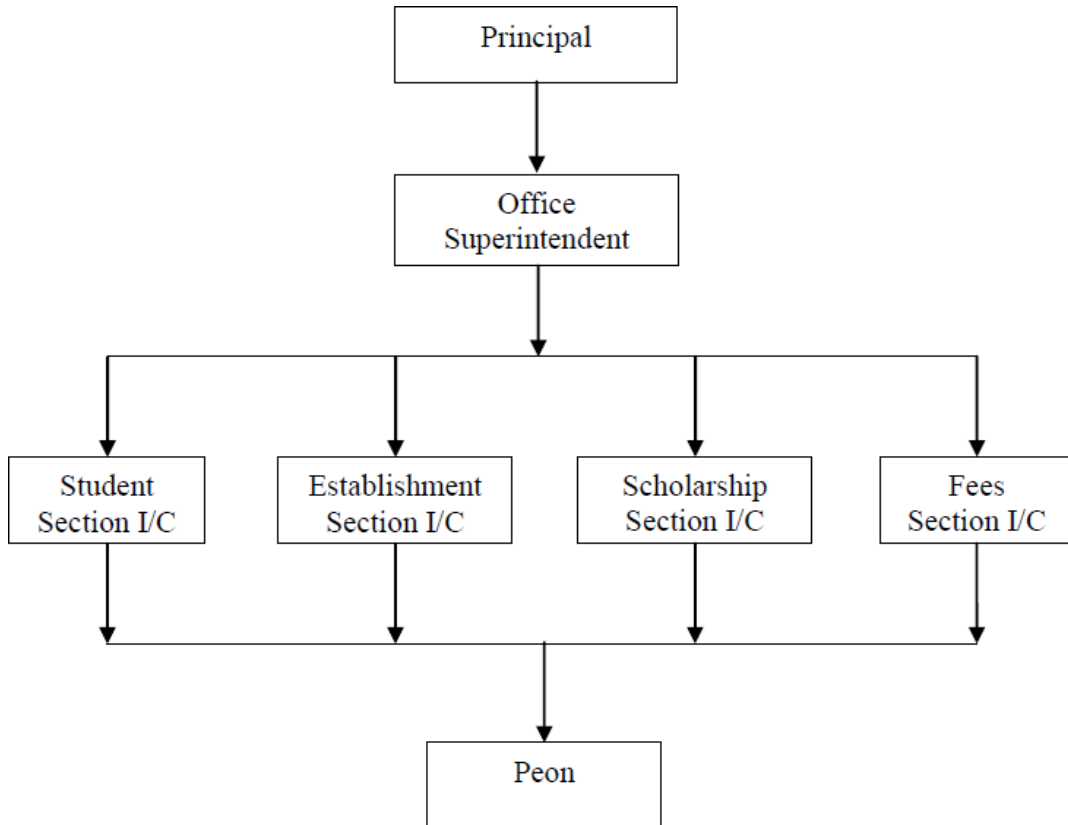 Principal
Office
Superintendent
Student
Section I/C
Establishment
Section I/C
Scholarship
Section I/C
Fees
Section I/C
Peon